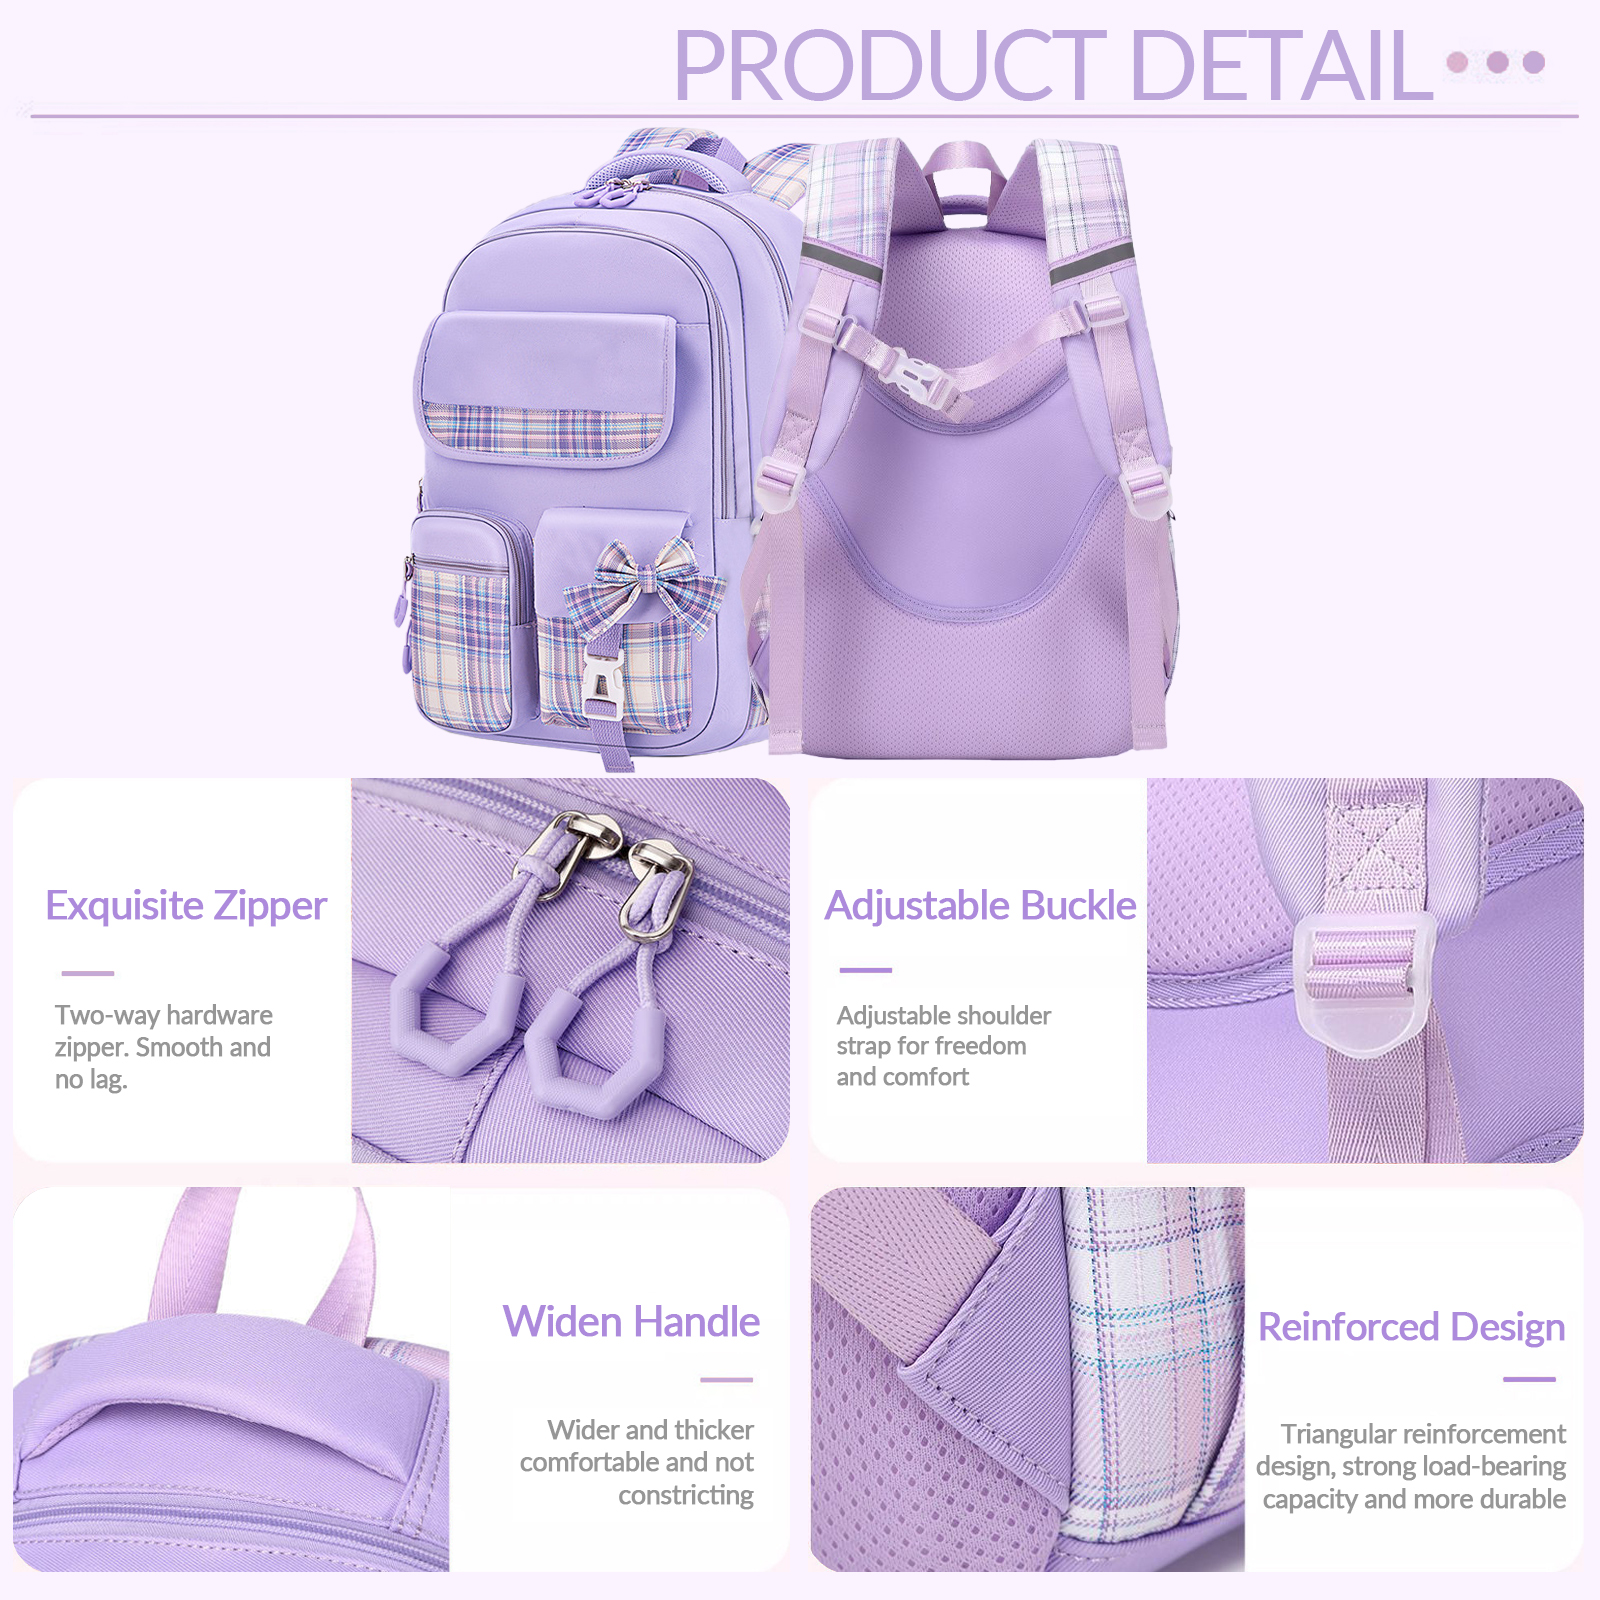 PRODUCT DETAIL
Exquisite Zipper
Two-way hardware
zipper. Smooth and
no lag.
Adjustable Buckle
Adjustable shoulder
strap for freedom
and comfort
Widen Handle
Wider and thicker
comfortable and not
constricting
Reinforced Design
Triangular reinforcement
design, strong load-bearing
capacity and more durable